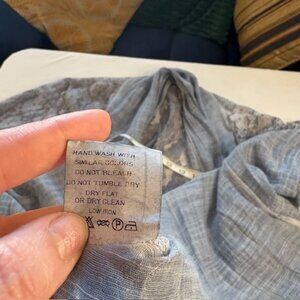 HAND WASH WITH
SIMILAR COLORS
DO NOT BLEACH
DO NOT TUMBLE DRY
DRY FLAT
OR DRY CLEAN
LOW IRON